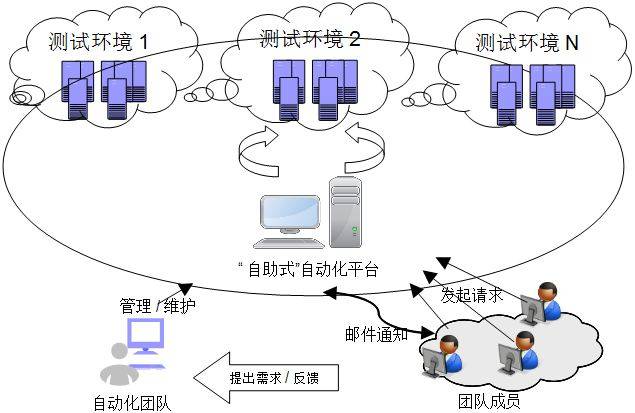 测试环境 1
测试环境 2
测试环境 N
“ 自助式”自动化平台
管理 / 维护
发起请求
邮件通知
提出需求 / 反馈
自动化团队
团队成员